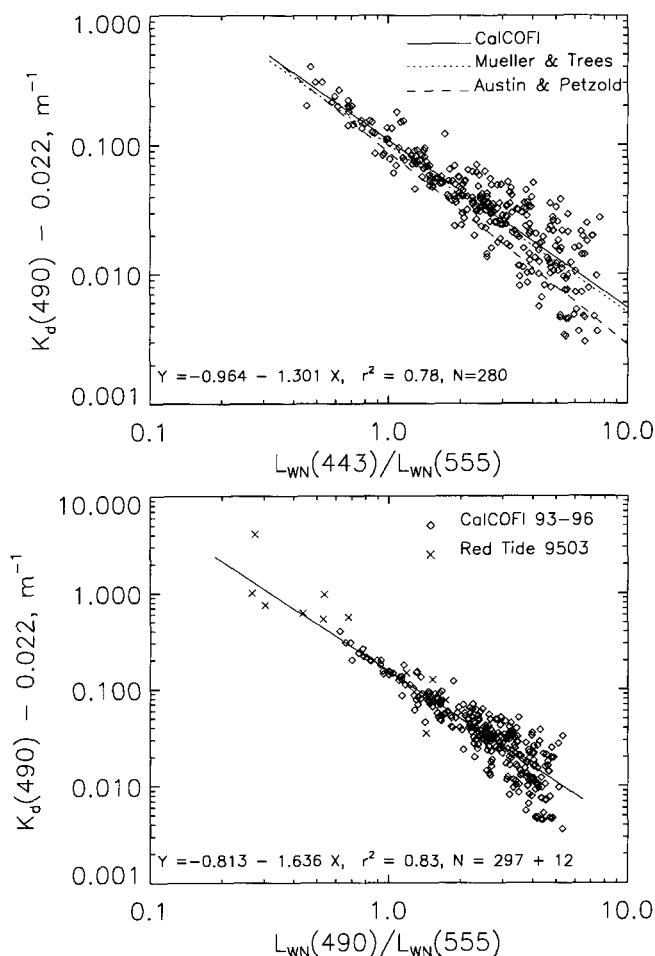 1.000
0.100
0.010
0.001
K_d(490) − 0.022, m⁻¹
CalCOFI
Mueller & Trees
Austin & Petzold
Y =−0.964 − 1.301 X, r² = 0.78, N=280
0.1 1.0 10.0
L_WN(443)/L_WN(555)
10.000
1.000
0.100
0.010
0.001
K_d(490) − 0.022, m⁻¹
CalCOFI 93−96
Red Tide 9503
Y =−0.813 − 1.636 X, r² = 0.83, N = 297 + 12
0.1 1.0 10.0
L_WN(490)/L_WN(555)